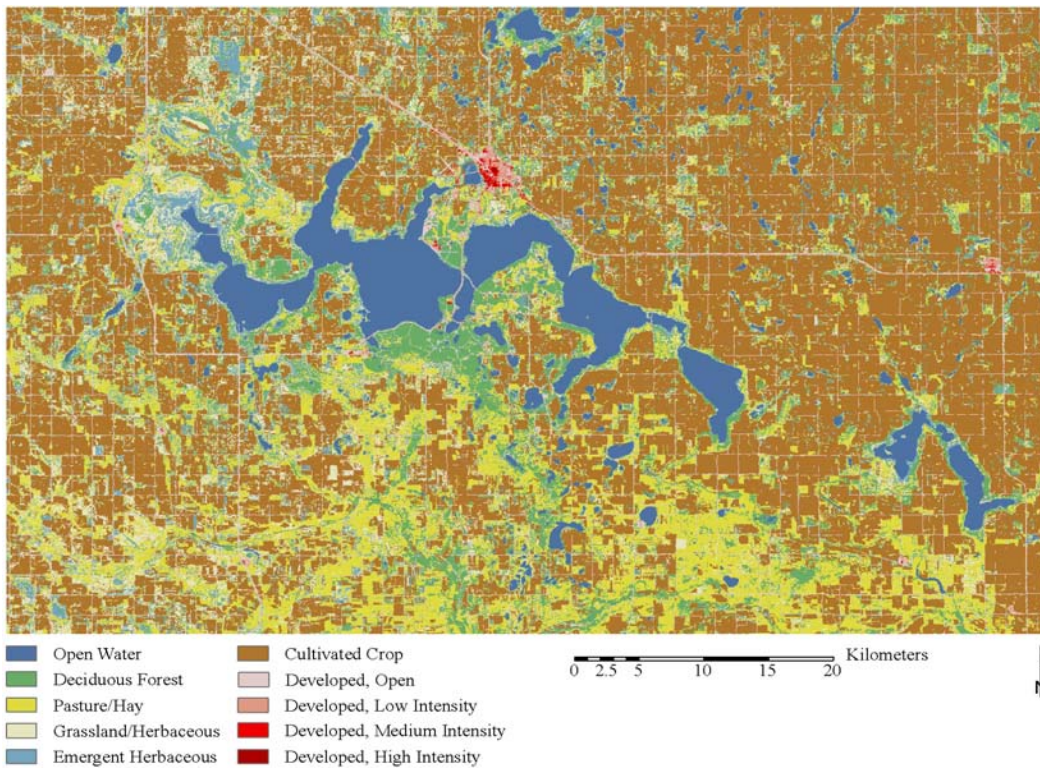 Open Water
Deciduous Forest
Pasture/Hay
Grassland/Herbaceous
Emergent Herbaceous
Cultivated Crop
Developed, Open
Developed, Low Intensity
Developed, Medium Intensity
Developed, High Intensity
Kilometers
0 2.5 5 10 15 20